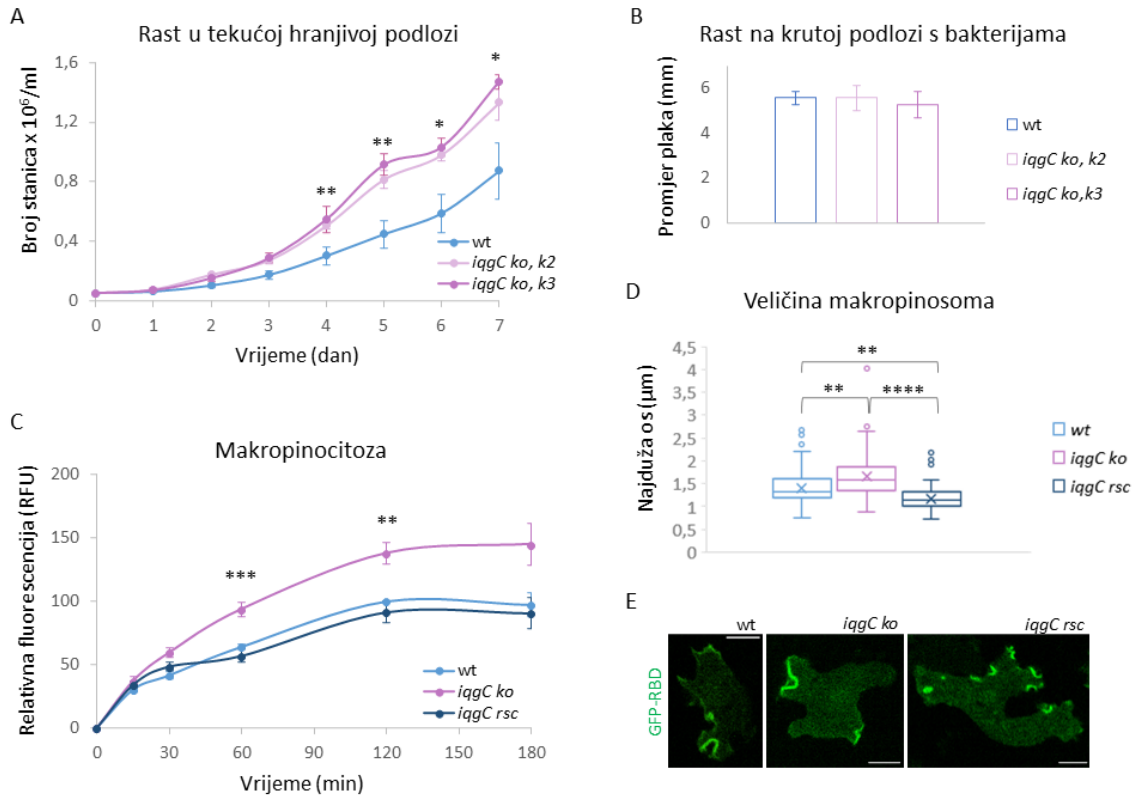 A
Rast u tekućoj hranjivoj podlozi
Broj stanica x 10⁶/ml
1,6
1,2
0,8
0,4
0
0 1 2 3 4 5 6 7
Vrijeme (dan)
**
**
*
*
wt
iqgC ko, k2
iqgC ko, k3
B
Rast na krutoj podlozi s bakterijama
Promjer plaka (mm)
6
4
2
0
wt
iqgC ko, k2
iqgC ko,k3
C
Makropinocitoza
Relativna fluorescencija (RFU)
200
150
100
50
0
0 30 60 90 120 150 180
Vrijeme (min)
***
**
wt
iqgC ko
iqgC rsc
D
Veličina makropinosoma
Najduža os (µm)
4,5
4
3,5
3
2,5
2
1,5
1
0,5
0
**
** ****
wt
iqgC ko
iqgC rsc
E
wt iqgC ko iqgC rsc
GFP-RBD